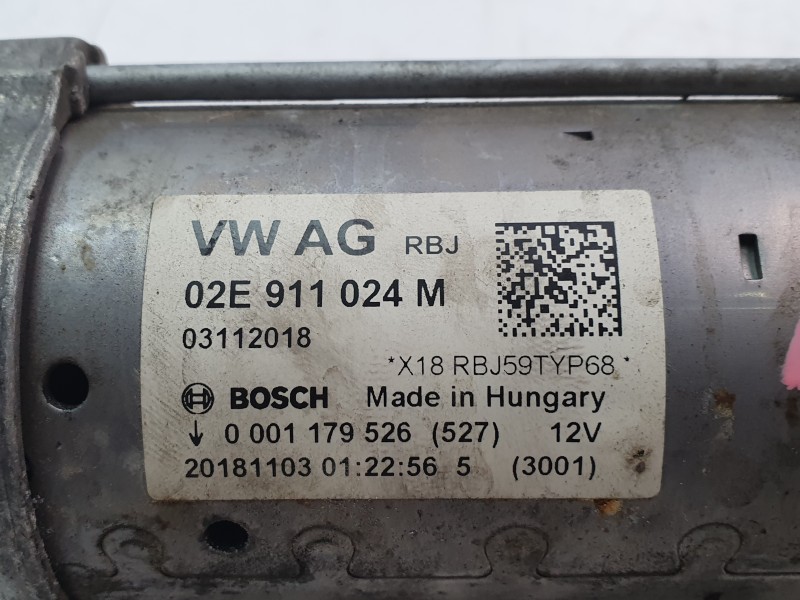 VW AG RBJ
02E 911 024 M
03112018
*X18 RBJ59TYP68*
BOSCH Made in Hungary
↓ 0 001 179 526 (527) 12V
20181103 01:22:56 5 (3001)